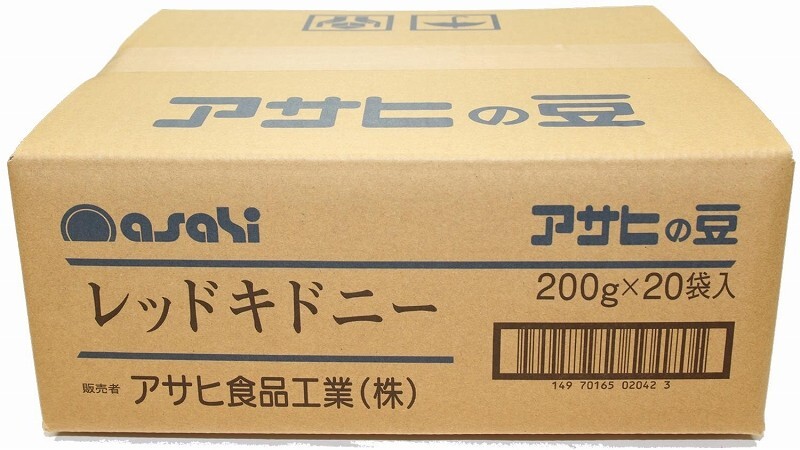 アサヒの豆
asahi
アサヒの豆
レッドキドニー
200g×20袋入
販売者 アサヒ食品工業(株)
149 70165 02042 3